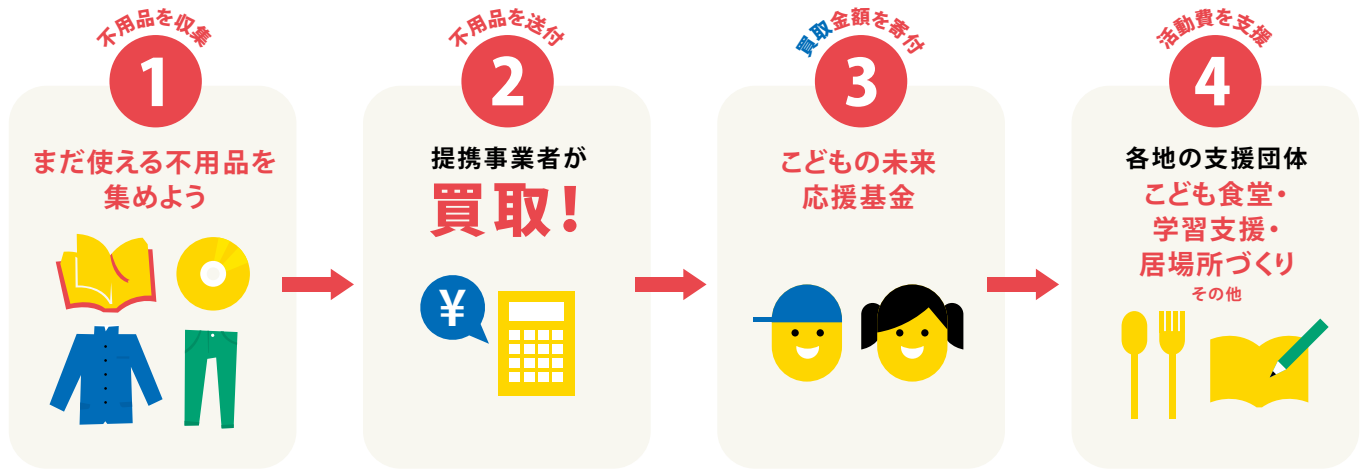 不用品を収集
1
まだ使える不用品を
集めよう
不用品を送付
2
提携事業者が
買取！
¥
買取金額を寄付
3
こどもの未来
応援基金
活動費を支援
4
各地の支援団体
こども食堂・
学習支援・
居場所づくり
その他